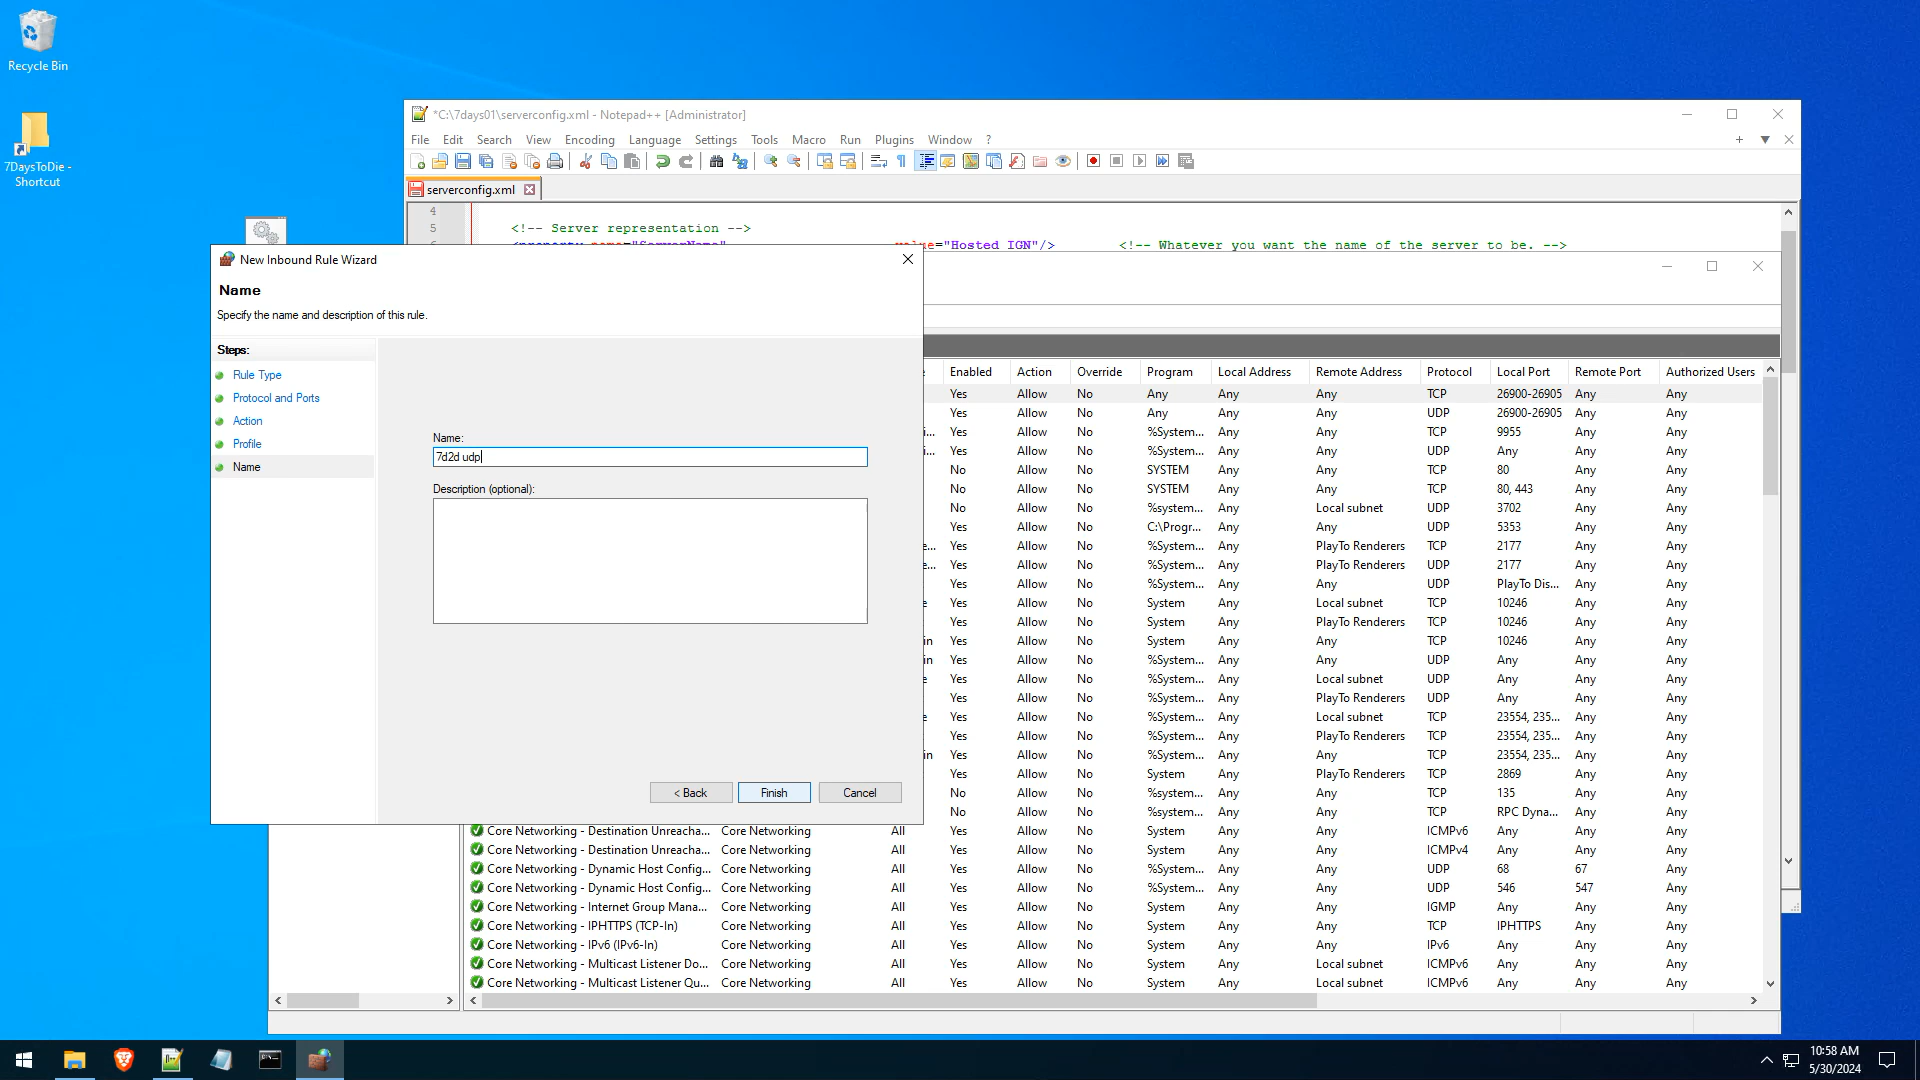 Recycle Bin
7DaysToDie -
Shortcut
*C:\7days01\serverconfig.xml - Notepad++ [Administrator]
File Edit Search View Encoding Language Settings Tools Macro Run Plugins Window ?
serverconfig.xml
4
5 <!-- Server representation -->
value="Hosted IGN"/> <!-- Whatever you want the name of the server to be. -->
New Inbound Rule Wizard
Name
Specify the name and description of this rule.
Steps:
Rule Type
Protocol and Ports
Action
Profile
Name
Name:
7d2d udp
Description (optional):
< Back Finish Cancel
Enabled Action Override Program Local Address Remote Address Protocol Local Port Remote Port Authorized Users
Yes Allow No Any Any Any TCP 26900-26905 Any Any
Yes Allow No Any Any Any UDP 26900-26905 Any Any
Yes Allow No %System... Any Any TCP 9955 Any Any
Yes Allow No %System... Any Any UDP Any Any Any
No Allow No SYSTEM Any Any TCP 80 Any Any
No Allow No SYSTEM Any Any TCP 80, 443 Any Any
No Allow No %system... Any Local subnet UDP 3702 Any Any
Yes Allow No C:\Progr... Any Any UDP 5353 Any Any
Yes Allow No %System... Any PlayTo Renderers TCP 2177 Any Any
Yes Allow No %System... Any PlayTo Renderers UDP 2177 Any Any
Yes Allow No %System... Any Any UDP PlayTo Dis... Any Any
Yes Allow No System Any Local subnet TCP 10246 Any Any
Yes Allow No System Any PlayTo Renderers TCP 10246 Any Any
Yes Allow No System Any Any TCP 10246 Any Any
Yes Allow No %System... Any Any UDP Any Any Any
Yes Allow No %System... Any Local subnet UDP Any Any Any
Yes Allow No %System... Any PlayTo Renderers UDP Any Any Any
Yes Allow No %System... Any Local subnet TCP 23554, 235... Any Any
Yes Allow No %System... Any PlayTo Renderers TCP 23554, 235... Any Any
Yes Allow No %System... Any Any TCP 23554, 235... Any Any
Yes Allow No System Any PlayTo Renderers TCP 2869 Any Any
No Allow No %system... Any Any TCP 135 Any Any
No Allow No %system... Any Any TCP RPC Dyna... Any Any
Core Networking - Destination Unreacha... Core Networking All Yes Allow No System Any Any ICMPv6 Any Any Any
Core Networking - Destination Unreacha... Core Networking All Yes Allow No System Any Any ICMPv4 Any Any Any
Core Networking - Dynamic Host Config... Core Networking All Yes Allow No %System... Any Any UDP 68 67 Any
Core Networking - Dynamic Host Config... Core Networking All Yes Allow No %System... Any Any UDP 546 547 Any
Core Networking - Internet Group Mana... Core Networking All Yes Allow No System Any Any IGMP Any Any Any
Core Networking - IPHTTPS (TCP-In) Core Networking All Yes Allow No System Any Any TCP IPHTTPS Any Any
Core Networking - IPv6 (IPv6-In) Core Networking All Yes Allow No System Any Any IPv6 Any Any Any
Core Networking - Multicast Listener Do... Core Networking All Yes Allow No System Any Local subnet ICMPv6 Any Any Any
Core Networking - Multicast Listener Qu... Core Networking All Yes Allow No System Any Local subnet ICMPv6 Any Any Any
10:58 AM
5/30/2024